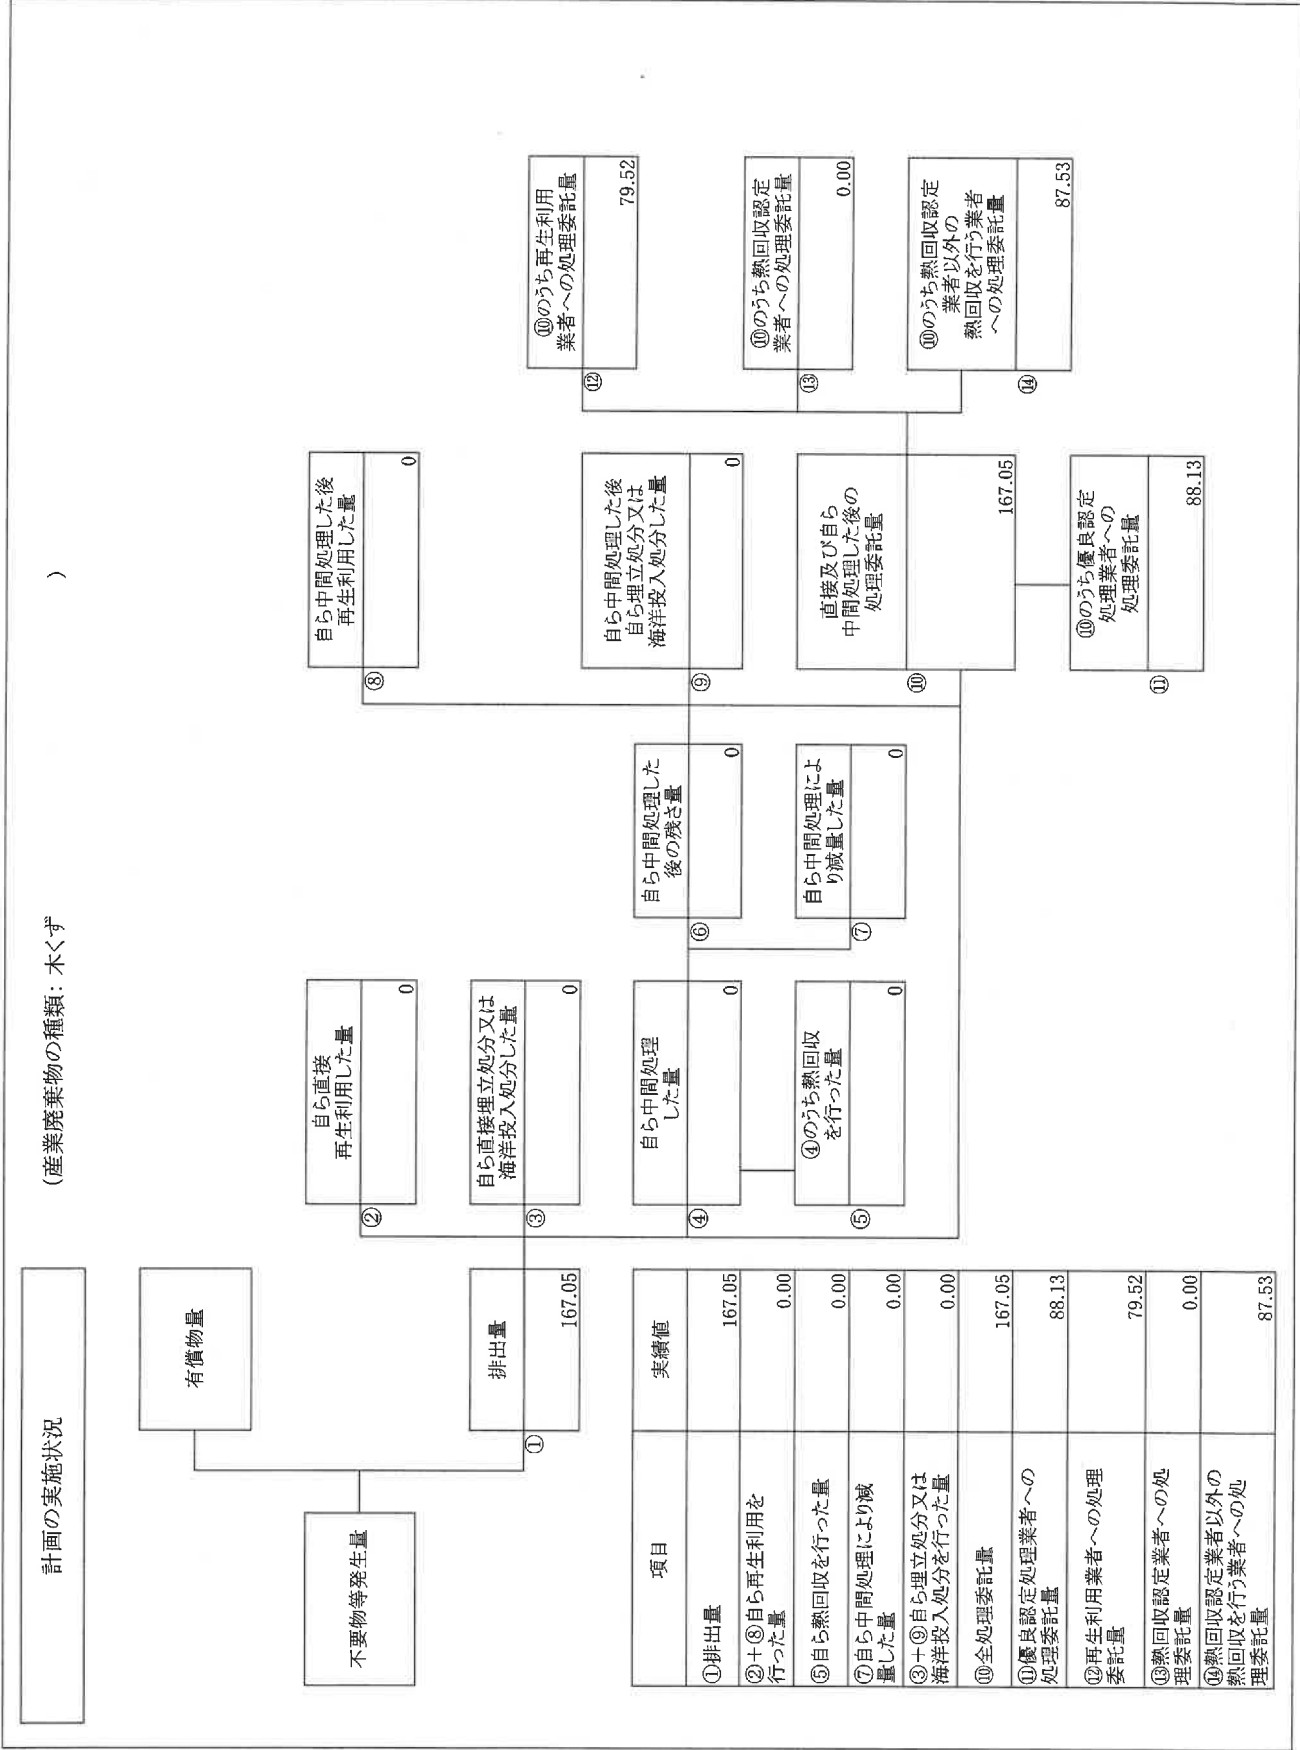 計画の実施状況
(産業廃棄物の種類：木くず
)
不要物等発生量
有償物量
①
排出量
167.05
②
自ら直接
再生利用した量
0
③
自ら直接埋立処分又は
海洋投入処分した量
0
④
自ら中間処理
した量
0
⑤
④のうち熱回収
を行った量
0
⑥
自ら中間処理した
後の残さ量
0
⑦
自ら中間処理によ
り減量した量
0
⑧
自ら中間処理した後
再生利用した量
0
⑨
自ら中間処理した後
自ら埋立処分又は
海洋投入処分した量
0
⑩
直接及び自ら
中間処理した後の
処理委託量
167.05
⑪
⑩のうち優良認定
処理業者への
処理委託量
88.13
⑫
⑩のうち再生利用
業者への処理委託量
79.52
⑬
⑩のうち熱回収認定
業者への処理委託量
0.00
⑭
⑩のうち熱回収認定
業者以外の
熱回収を行う業者
への処理委託量
87.53
項目
実績値
①排出量
167.05
②＋⑧自ら再生利用を
行った量
0.00
⑤自ら熱回収を行った量
0.00
⑦自ら中間処理により減
量した量
0.00
③＋⑨自ら埋立処分又は
海洋投入処分を行った量
0.00
⑩全処理委託量
167.05
⑪優良認定処理業者への
処理委託量
88.13
⑫再生利用業者への処理
委託量
79.52
⑬熱回収認定業者への処
理委託量
0.00
⑭熱回収認定業者以外の
熱回収を行う業者への処
理委託量
87.53